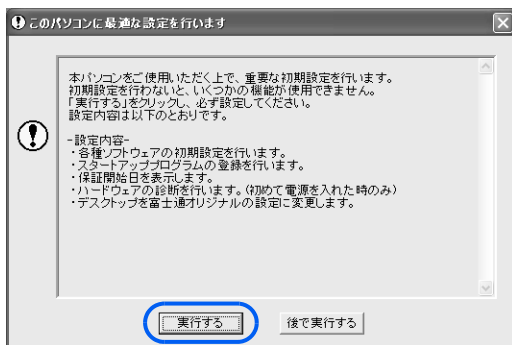 このパソコンに最適な設定を行います
本パソコンをご使用いただく上で、重要な初期設定を行います。
初期設定を行わないと、いくつかの機能が使用できません。
「実行する」をクリックし、必ず設定してください。
設定内容は以下のとおりです。
-設定内容-
・各種ソフトウェアの初期設定を行います。
・スタートアッププログラムの登録を行います。
・保証開始日を表示します。
・ハードウェアの診断を行います。(初めて電源を入れた時のみ)
・デスクトップを富士通オリジナルの設定に変更します。
実行する
後で実行する